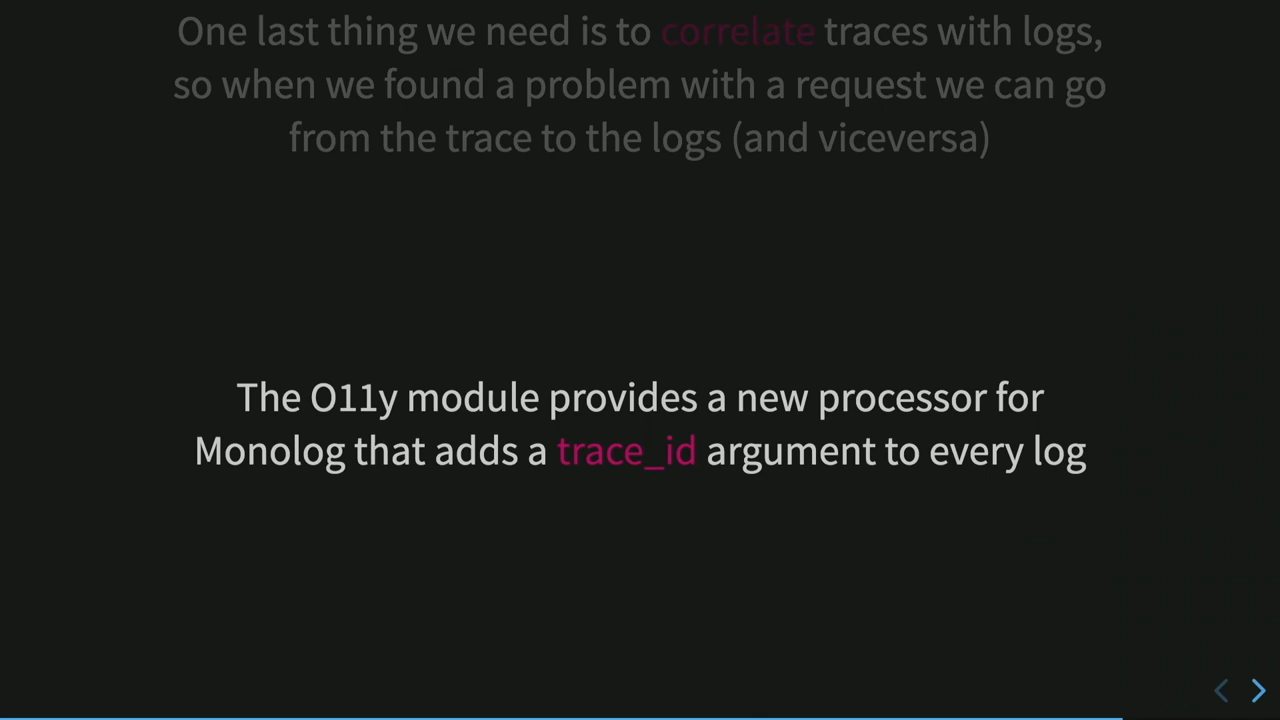 One last thing we need is to correlate traces with logs,
so when we found a problem with a request we can go
from the trace to the logs (and viceversa)
The O11y module provides a new processor for
Monolog that adds a trace_id argument to every log